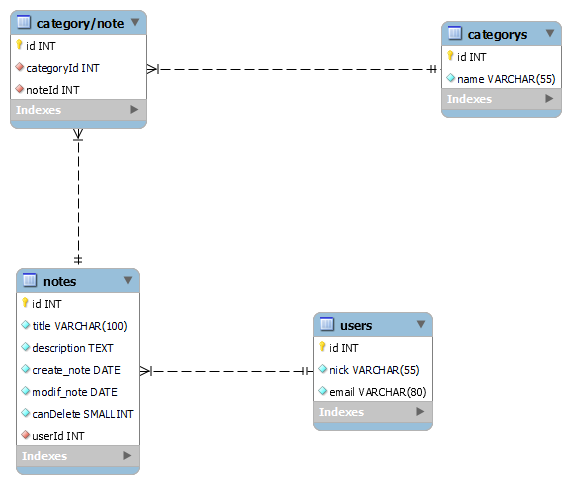 category/note
id INT
categoryId INT
noteId INT
Indexes
categorys
id INT
name VARCHAR(55)
Indexes
notes
id INT
title VARCHAR(100)
description TEXT
create_note DATE
modif_note DATE
canDelete SMALLINT
userId INT
Indexes
users
id INT
nick VARCHAR(55)
email VARCHAR(80)
Indexes